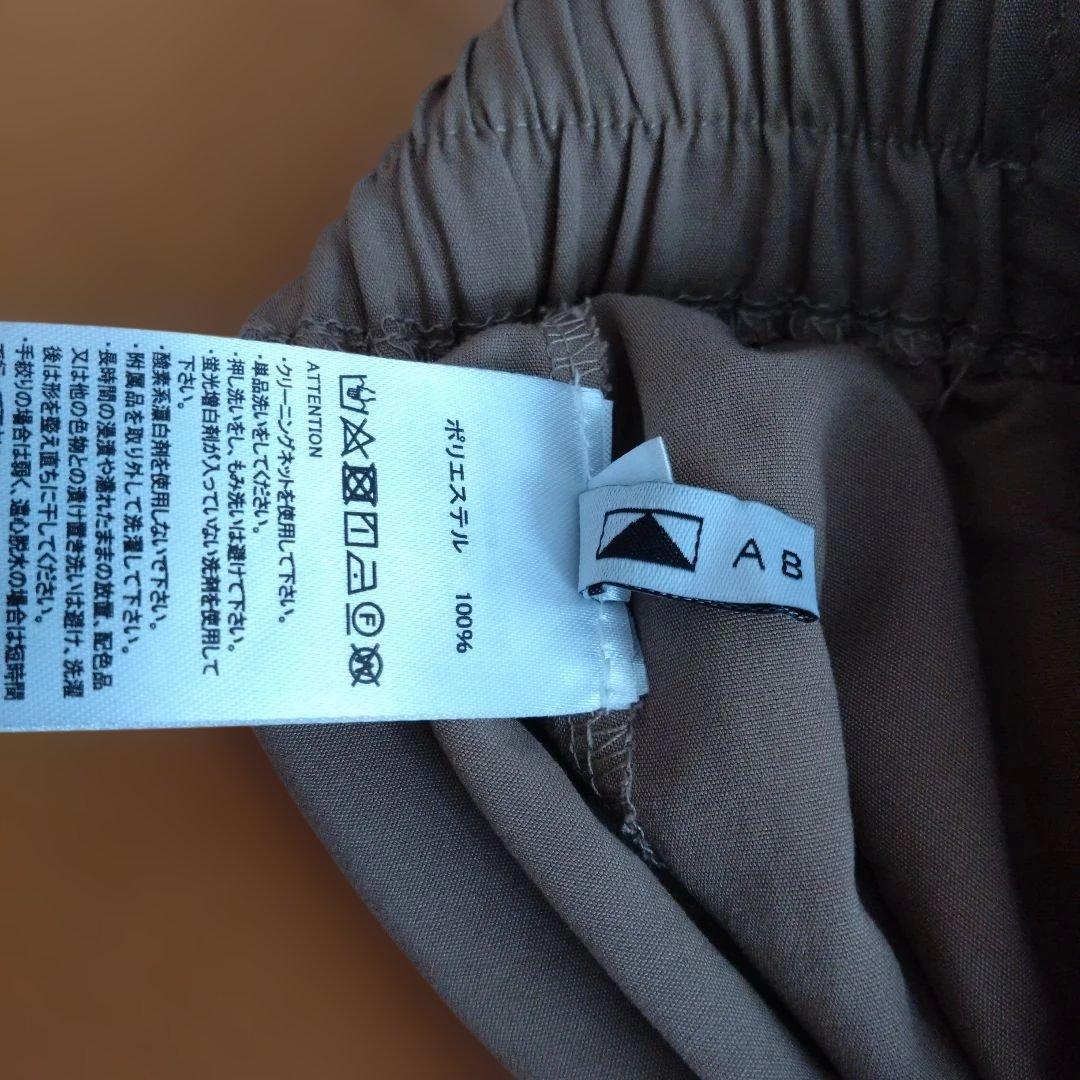 ポリエステル 100%
ATTENTION
・クリーニングネットを使用して下さい。
・単品洗いをしてください。
・押し洗いをし、もみ洗いは避けて下さい。
・蛍光増白剤が入っていない洗剤を使用して
下さい。
・酸素系漂白剤を使用しないで下さい。
・附属品を取り外して洗濯して下さい。
・長時間の浸漬や濡れたままの放置、配色品
又は他の色物との漬け置き洗いは避け、洗濯
後は形を整え直ちに干してください。
・手絞りの場合は弱く、遠心脱水の場合は短時間
A B